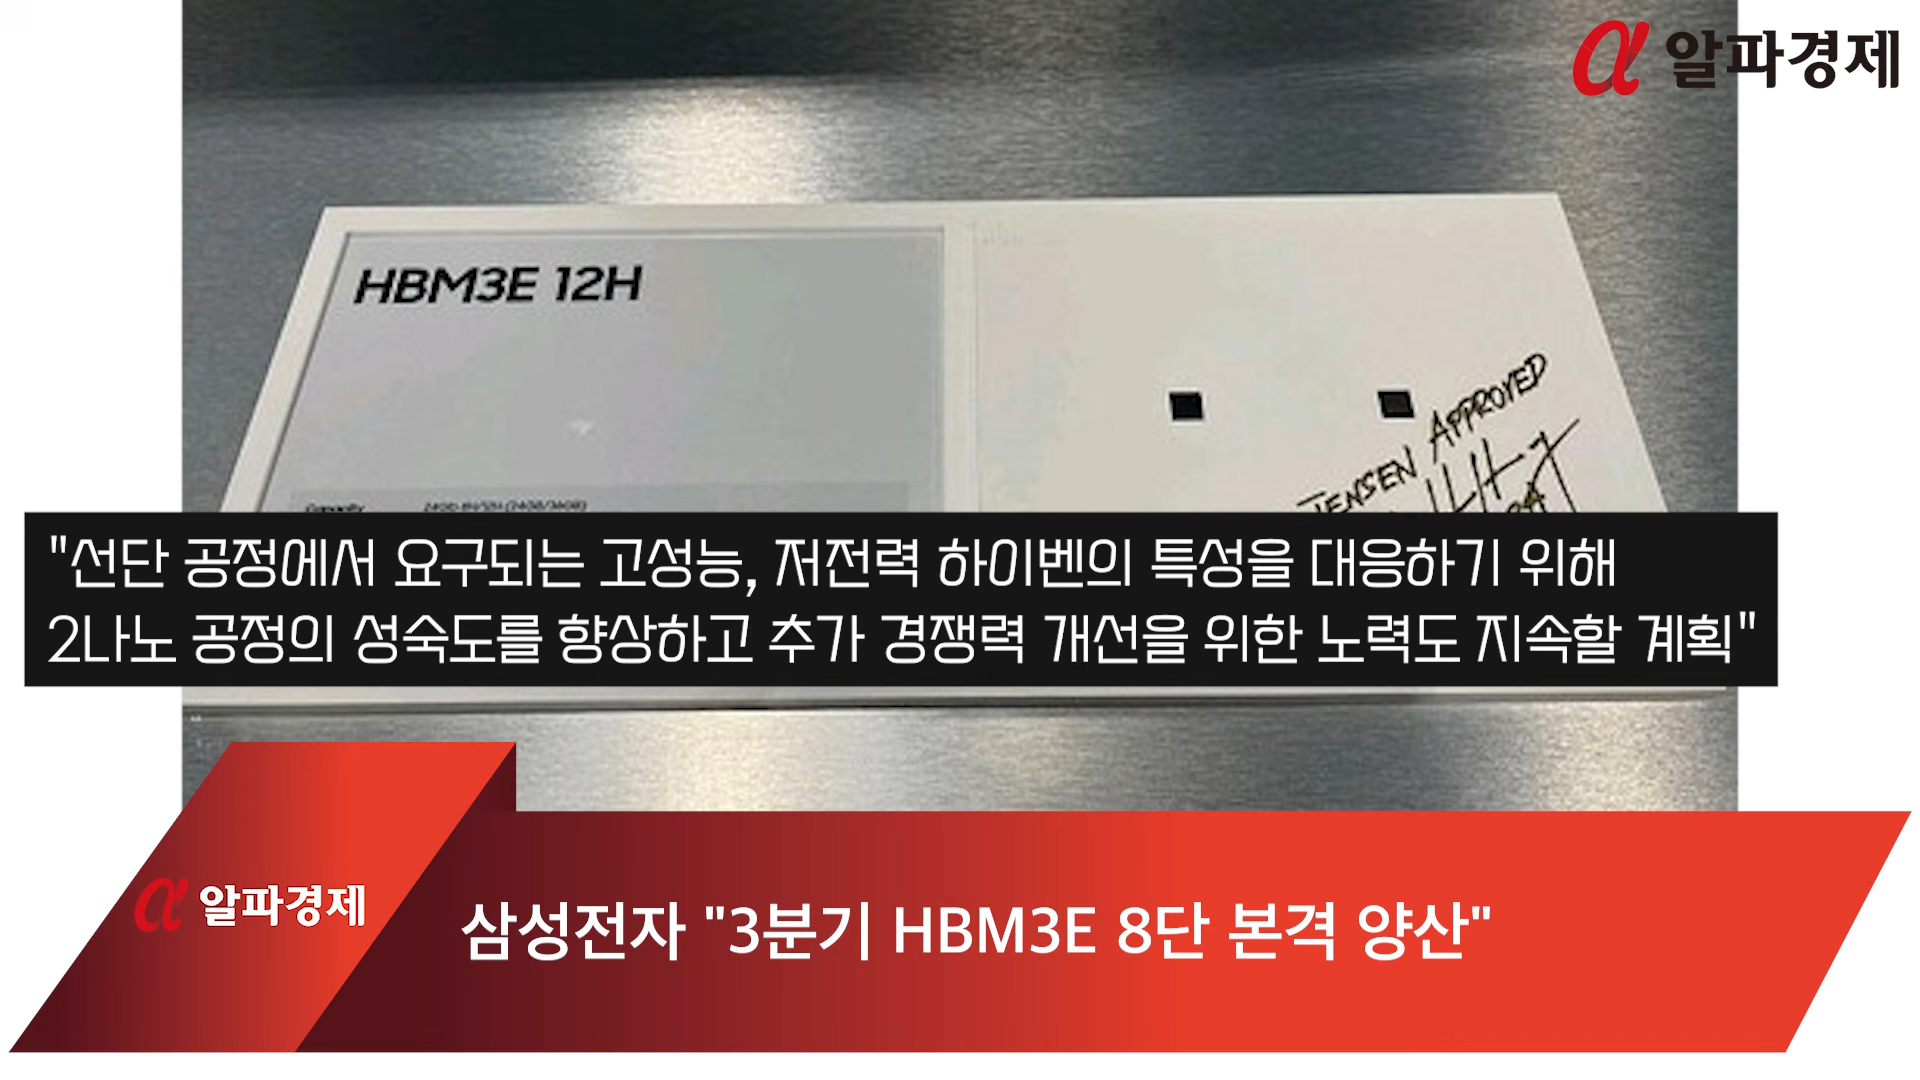 알파경제
HBM3E 12H
JENSEN APPROVED
"선단 공정에서 요구되는 고성능, 저전력 하이벤의 특성을 대응하기 위해
2나노 공정의 성숙도를 향상하고 추가 경쟁력 개선을 위한 노력도 지속할 계획"
알파경제
삼성전자 "3분기 HBM3E 8단 본격 양산"